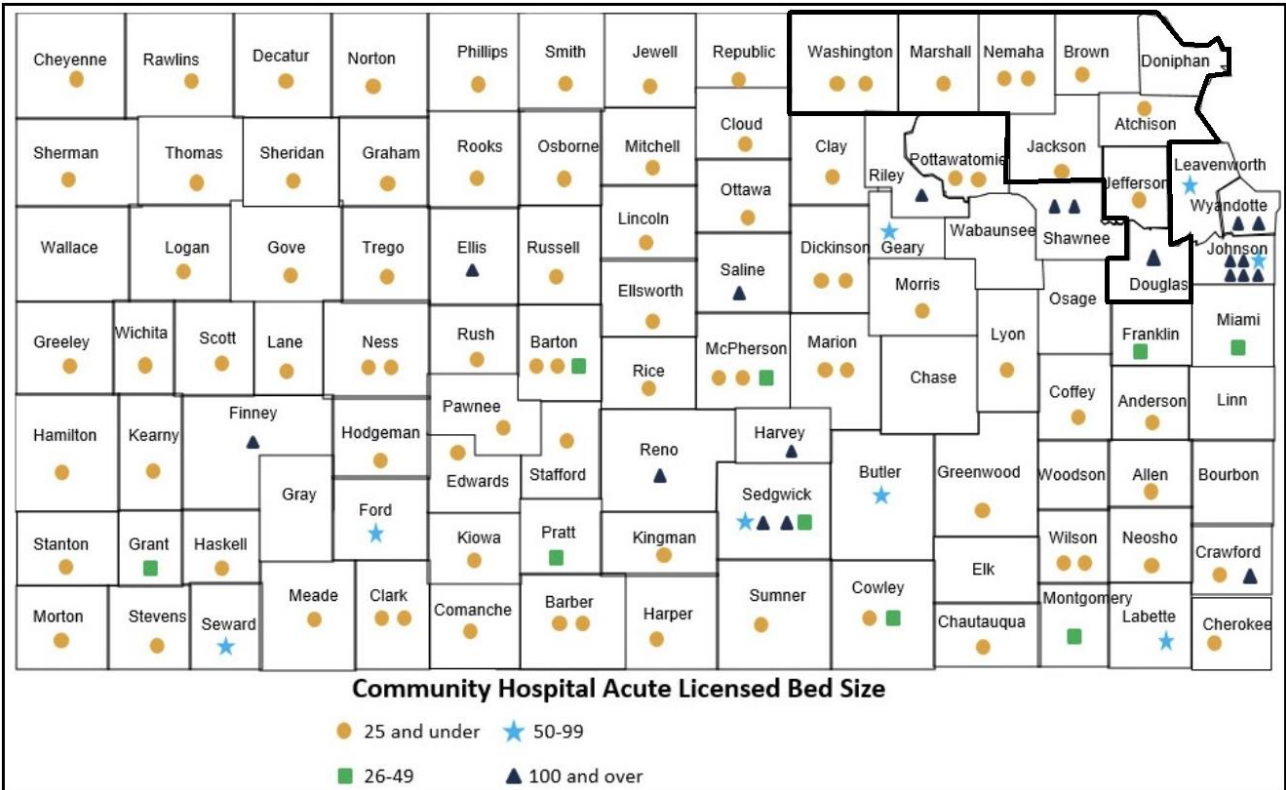 Cheyenne Rawlins Decatur Norton Phillips Smith Jewell Republic Washington Marshall Nemaha Brown Doniphan
Sherman Thomas Sheridan Graham Rooks Osborne Mitchell Cloud Clay Riley Pottawatomie Jackson Atchison
Jefferson Leavenworth Wyandotte
Wallace Logan Gove Trego Ellis Russell Lincoln Ottawa Saline Dickinson Geary Wabaunsee Shawnee Johnson
Ellsworth Morris Osage Douglas
Greeley Wichita Scott Lane Ness Rush Barton Rice McPherson Marion Chase Lyon Franklin Miami
Hamilton Kearny Finney Hodgeman Pawnee Stafford Reno Harvey Coffey Anderson Linn
Gray Edwards Sedgwick Butler Greenwood Woodson Allen Bourbon
Stanton Grant Haskell Ford Kiowa Pratt Kingman Elk Wilson Neosho Crawford
Morton Stevens Seward Meade Clark Comanche Barber Harper Sumner Cowley Chautauqua Montgomery Labette Cherokee
Community Hospital Acute Licensed Bed Size
25 and under 50-99
26-49 100 and over